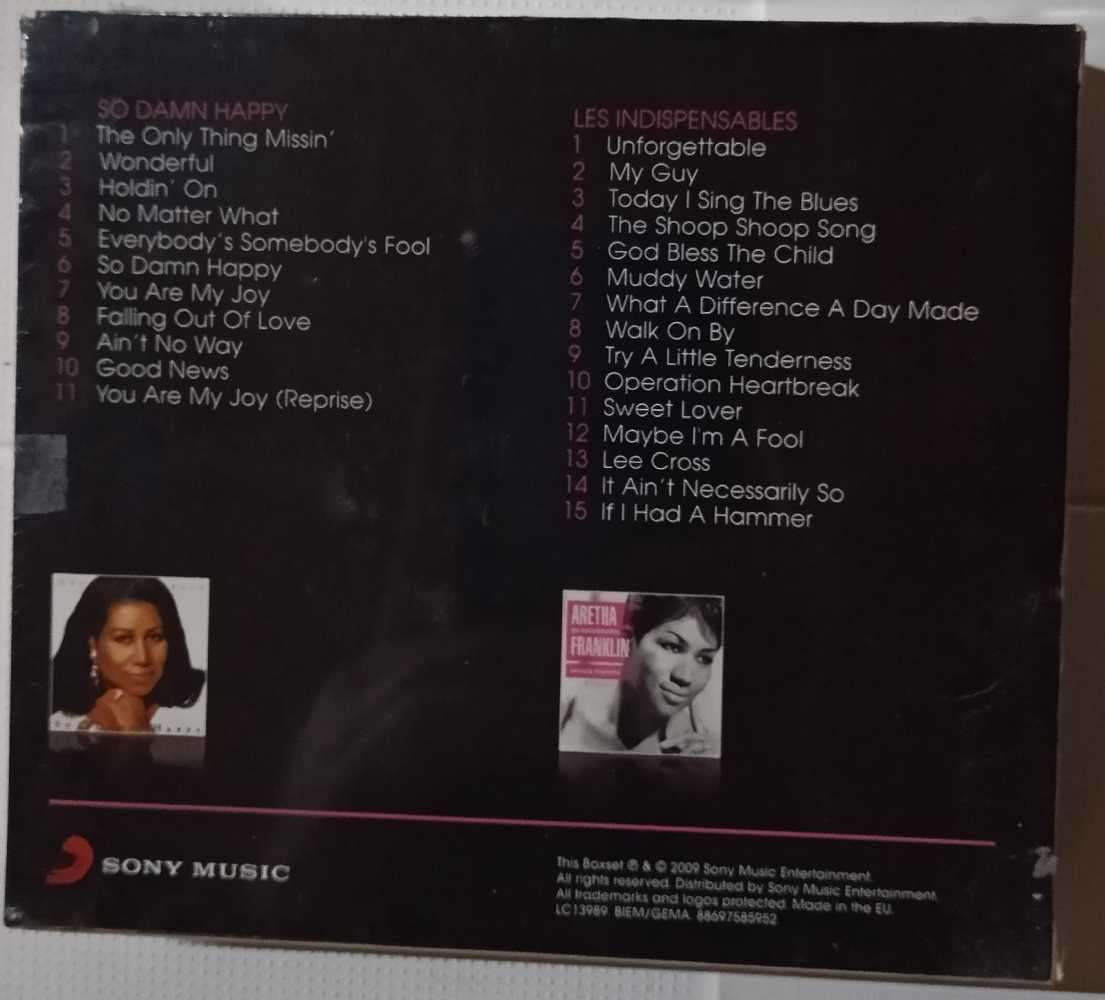 SO DAMN HAPPY
1 The Only Thing Missin'
2 Wonderful
3 Holdin' On
4 No Matter What
5 Everybody's Somebody's Fool
6 So Damn Happy
7 You Are My Joy
8 Falling Out Of Love
9 Ain't No Way
10 Good News
11 You Are My Joy (Reprise)
LES INDISPENSABLES
1 Unforgettable
2 My Guy
3 Today I Sing The Blues
4 The Shoop Shoop Song
5 God Bless The Child
6 Muddy Water
7 What A Difference A Day Made
8 Walk On By
9 Try A Little Tenderness
10 Operation Heartbreak
11 Sweet Lover
12 Maybe I'm A Fool
13 Lee Cross
14 It Ain't Necessarily So
15 If I Had A Hammer
ARETHA
FRANKLIN
SONY MUSIC
This Boxset ℗ & © 2009 Sony Music Entertainment.
All rights reserved. Distributed by Sony Music Entertainment.
All trademarks and logos protected. Made in the EU.
LC13989. BIEM/GEMA. 88697585952